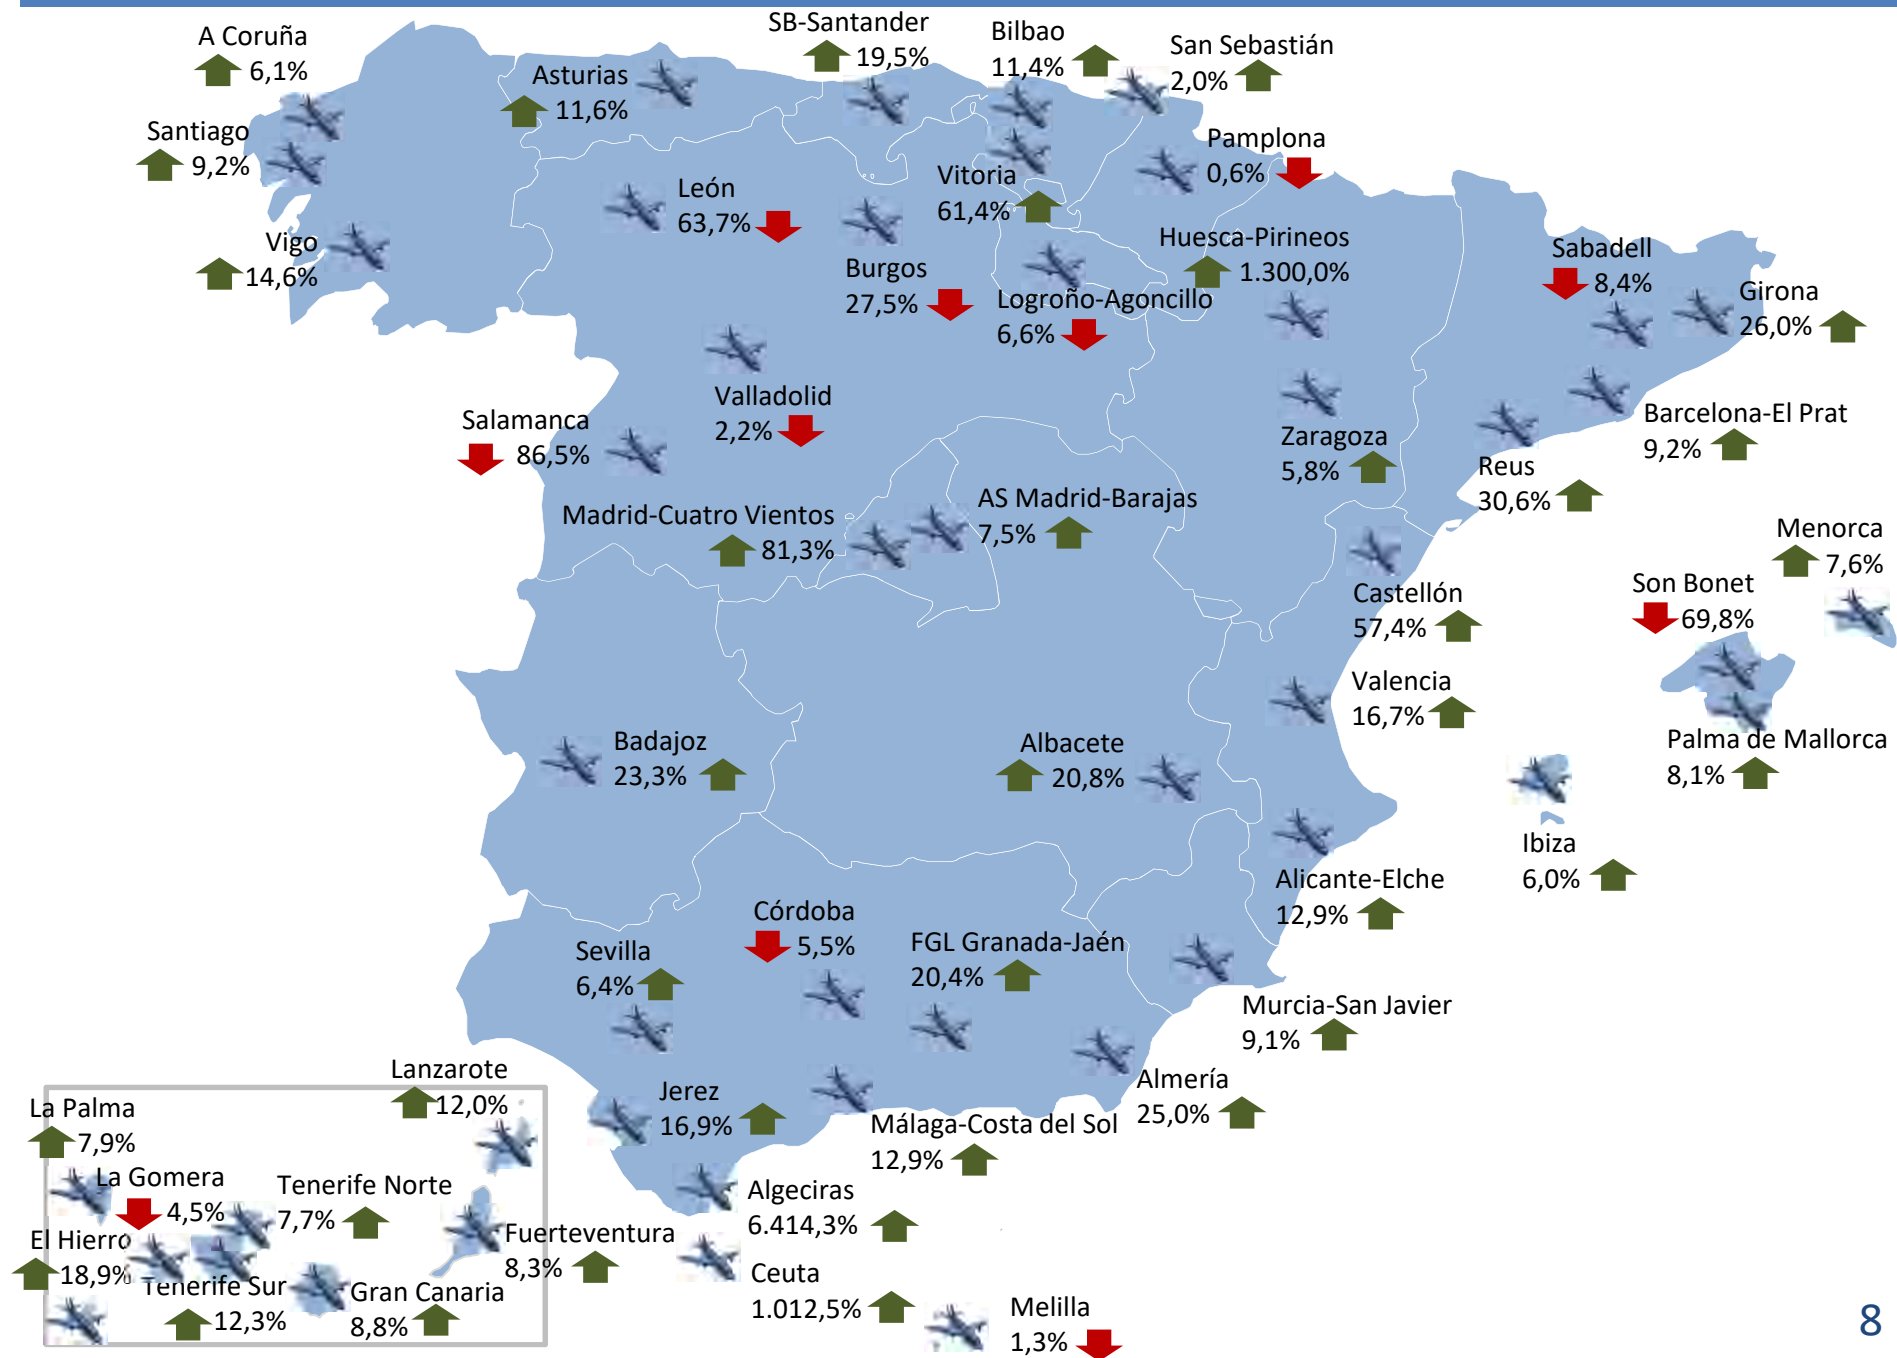 A Coruña
6,1%
SB-Santander
19,5%
Bilbao
11,4%
San Sebastián
2,0%
Asturias
11,6%
Santiago
9,2%
Pamplona
0,6%
León
63,7%
Vitoria
61,4%
Vigo
14,6%
Huesca-Pirineos
1.300,0%
Sabadell
8,4%
Burgos
27,5%
Logroño-Agoncillo
6,6%
Girona
26,0%
Valladolid
2,2%
Salamanca
86,5%
Barcelona-El Prat
9,2%
Zaragoza
5,8%
Reus
30,6%
AS Madrid-Barajas
7,5%
Madrid-Cuatro Vientos
81,3%
Menorca
7,6%
Son Bonet
69,8%
Castellón
57,4%
Valencia
16,7%
Badajoz
23,3%
Albacete
20,8%
Palma de Mallorca
8,1%
Ibiza
6,0%
Alicante-Elche
12,9%
Córdoba
5,5%
Sevilla
6,4%
FGL Granada-Jaén
20,4%
Murcia-San Javier
9,1%
Lanzarote
12,0%
Almería
25,0%
Jerez
16,9%
La Palma
7,9%
Málaga-Costa del Sol
12,9%
La Gomera
4,5%
Tenerife Norte
7,7%
Algeciras
6.414,3%
El Hierro
18,9%
Fuerteventura
8,3%
Tenerife Sur
12,3%
Gran Canaria
8,8%
Ceuta
1.012,5%
Melilla
1,3%
8